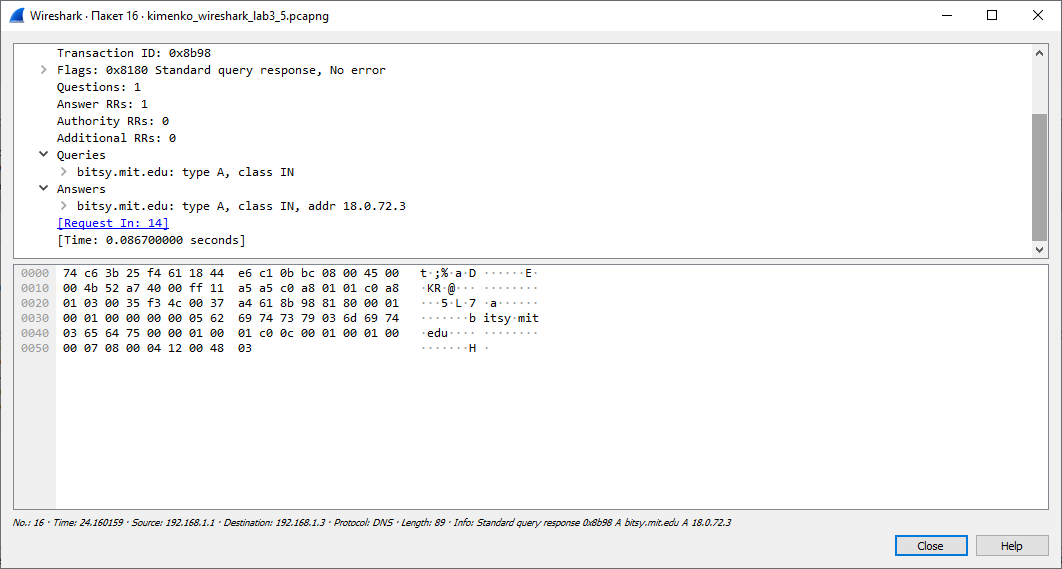 Wireshark · Пакет 16 · kimenko_wireshark_lab3_5.pcapng
Transaction ID: 0x8b98
Flags: 0x8180 Standard query response, No error
Questions: 1
Answer RRs: 1
Authority RRs: 0
Additional RRs: 0
Queries
bitsy.mit.edu: type A, class IN
Answers
bitsy.mit.edu: type A, class IN, addr 18.0.72.3
[Request In: 14]
[Time: 0.086700000 seconds]
0000 74 c6 3b 25 f4 61 18 44 e6 c1 0b bc 08 00 45 00 t·;%·a·D ······E·
0010 00 4b 52 a7 40 00 ff 11 a5 a5 c0 a8 01 01 c0 a8 ·KR·@··· ········
0020 01 03 00 35 f3 4c 00 37 a4 61 8b 98 81 80 00 01 ···5·L·7 ·a······
0030 00 01 00 00 00 00 05 62 69 74 73 79 03 6d 69 74 ·······b itsy·mit
0040 03 65 64 75 00 00 01 00 01 c0 0c 00 01 00 01 00 ·edu···· ········
0050 00 07 08 00 04 12 00 48 03 ·······H ·
No.: 16 · Time: 24.160159 · Source: 192.168.1.1 · Destination: 192.168.1.3 · Protocol: DNS · Length: 89 · Info: Standard query response 0x8b98 A bitsy.mit.edu A 18.0.72.3
Close Help